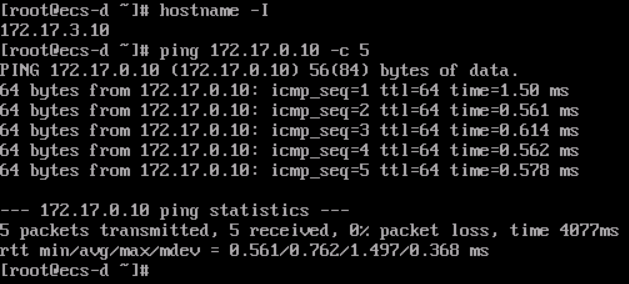 [root@ecs-d ~]# hostname -I
172.17.3.10
[root@ecs-d ~]# ping 172.17.0.10 -c 5
PING 172.17.0.10 (172.17.0.10) 56(84) bytes of data.
64 bytes from 172.17.0.10: icmp_seq=1 ttl=64 time=1.50 ms
64 bytes from 172.17.0.10: icmp_seq=2 ttl=64 time=0.561 ms
64 bytes from 172.17.0.10: icmp_seq=3 ttl=64 time=0.614 ms
64 bytes from 172.17.0.10: icmp_seq=4 ttl=64 time=0.562 ms
64 bytes from 172.17.0.10: icmp_seq=5 ttl=64 time=0.578 ms
--- 172.17.0.10 ping statistics ---
5 packets transmitted, 5 received, 0% packet loss, time 4077ms
rtt min/avg/max/mdev = 0.561/0.762/1.497/0.368 ms
[root@ecs-d ~]#